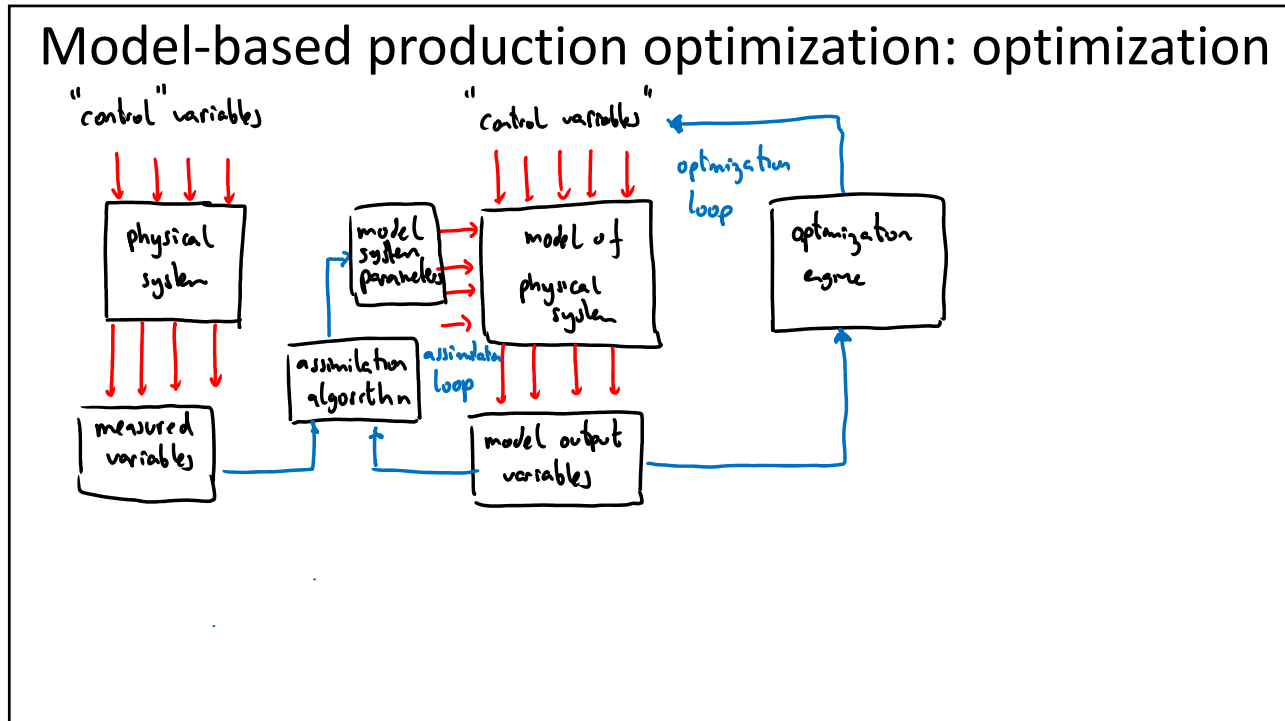 Model-based production optimization: optimization
"control" variables
"control variables"
optimization
loop
physical
system
model
system
parameters
model of
physical
system
optimization
engine
assimilation
algorithm
assimilation
loop
measured
variables
model output
variables